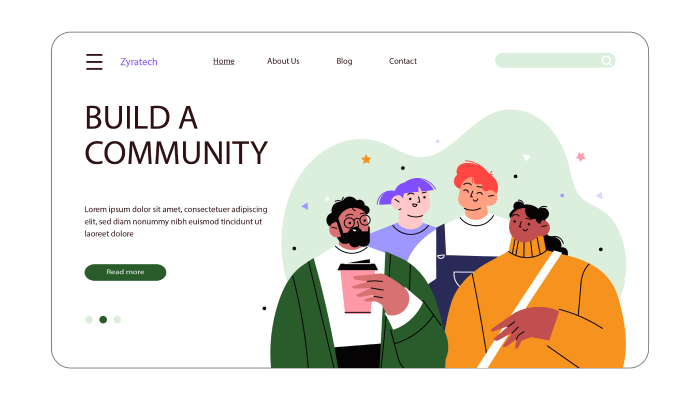 Zyratech
Home
About Us
Blog
Contact
BUILD A
COMMUNITY
Lorem ipsum dolor sit amet, consectetuer adipiscing
elit, sed diam nonummy nibh euismod tincidunt ut
laoreet dolore
Read more